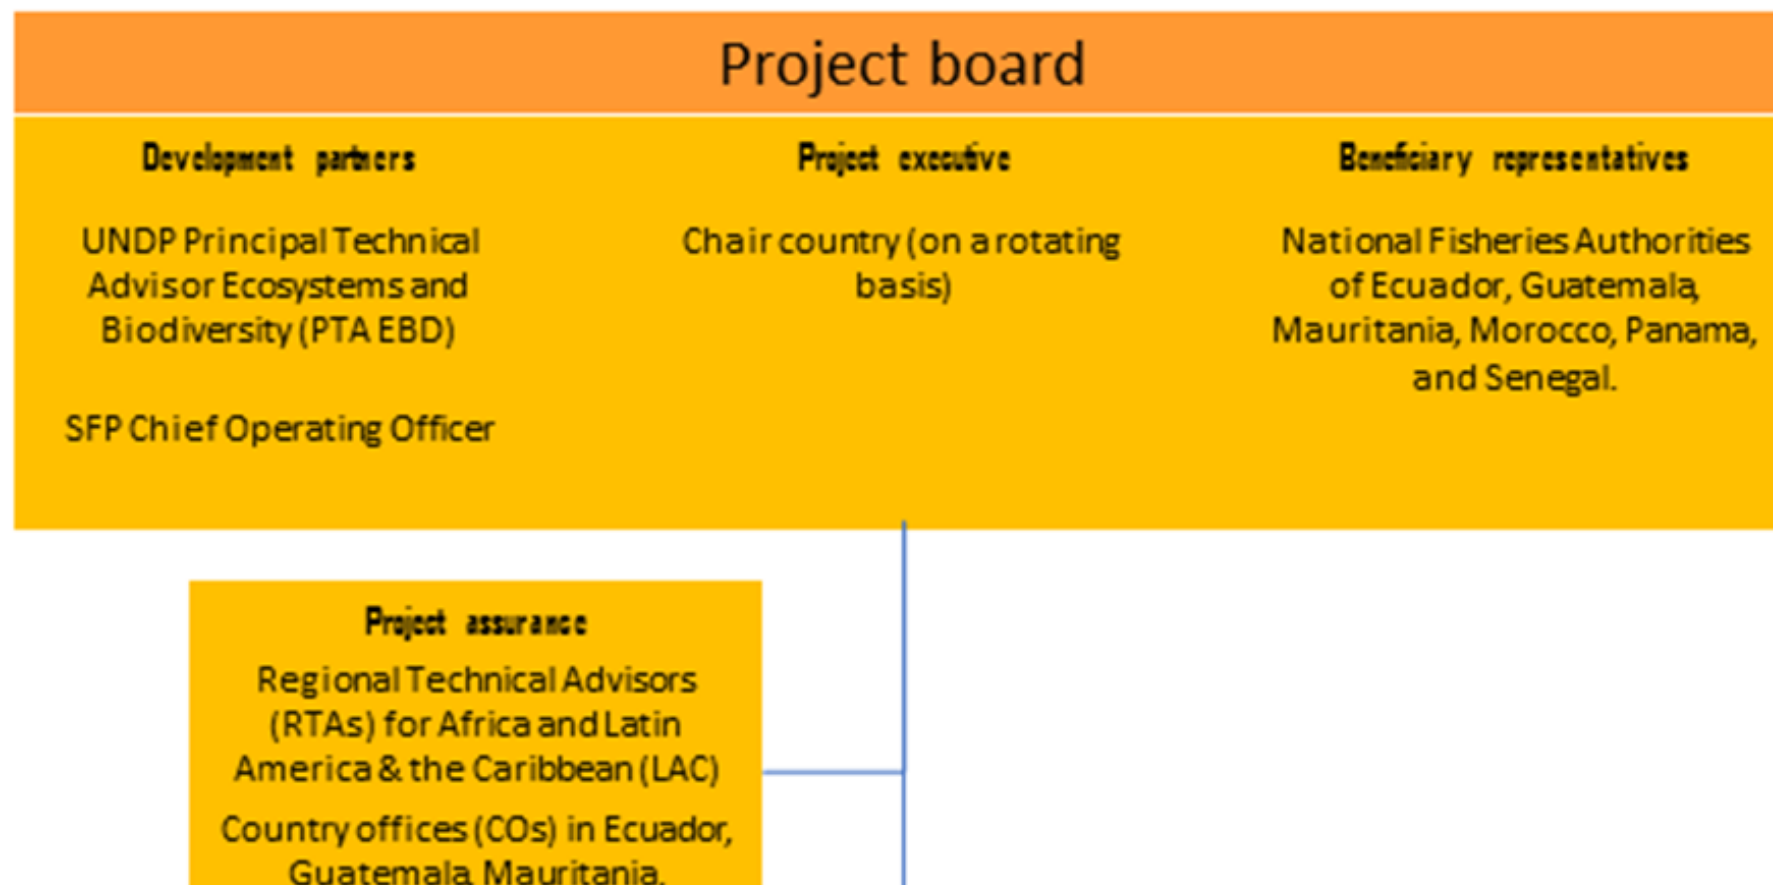 Project board
Development partners
UNDP Principal Technical
Advisor Ecosystems and
Biodiversity (PTA EBD)
SFP Chief Operating Officer
Project executive
Chair country (on a rotating
basis)
Beneficiary representatives
National Fisheries Authorities
of Ecuador, Guatemala,
Mauritania, Morocco, Panama,
and Senegal.
Project assurance
Regional Technical Advisors
(RTAs) for Africa and Latin
America & the Caribbean (LAC)
Country offices (COs) in Ecuador,
Guatemala, Mauritania,